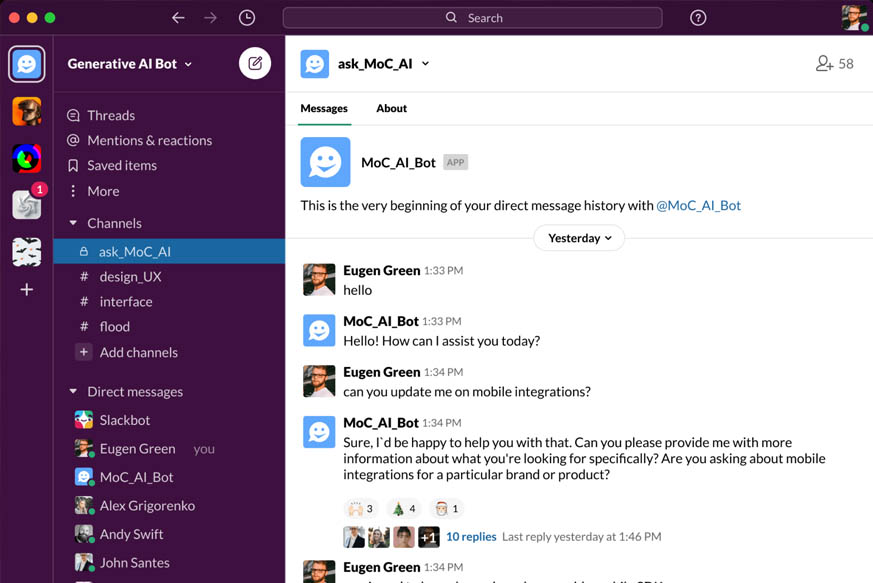 Search
Generative AI Bot
1
Threads
Mentions & reactions
Saved items
More
Channels
ask_MoC_AI
# design_UX
# interface
# flood
+ Add channels
Direct messages
Slackbot
Eugen Green you
MoC_AI_Bot
Alex Grigorenko
Andy Swift
John Santes
ask_MoC_AI
58
Messages About
MoC_AI_Bot APP
This is the very beginning of your direct message history with @MoC_AI_Bot
Yesterday
Eugen Green 1:33 PM
hello
MoC_AI_Bot 1:33 PM
Hello! How can I assist you today?
Eugen Green 1:34 PM
can you update me on mobile integrations?
MoC_AI_Bot 1:34 PM
Sure, I`d be happy to help you with that. Can you please provide me with more
information about what you're looking for specifically? Are you asking about mobile
integrations for a particular brand or product?
3 4 1
+1 10 replies Last reply yesterday at 1:46 PM
Eugen Green 1:34 PM